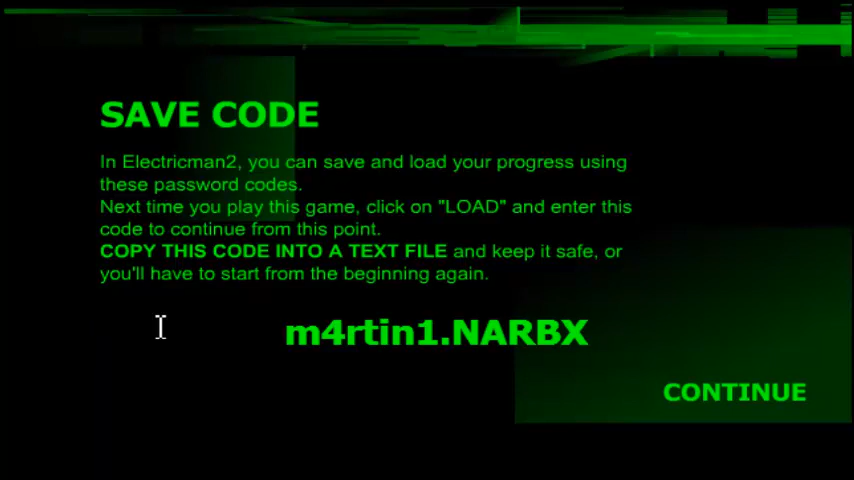 SAVE CODE
In Electricman2, you can save and load your progress using
these password codes.
Next time you play this game, click on "LOAD" and enter this
code to continue from this point.
COPY THIS CODE INTO A TEXT FILE and keep it safe, or
you'll have to start from the beginning again.
m4rtin1.NARBX
CONTINUE